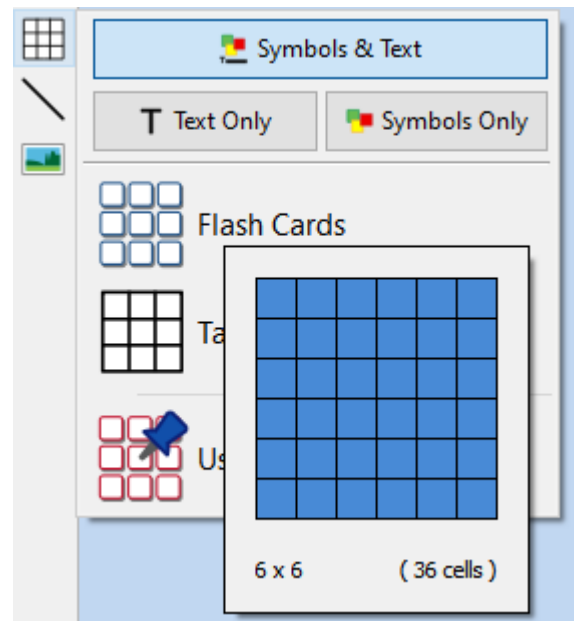 Symbols & Text
T Text Only
Symbols Only
Flash Cards
Ta
Us
6 x 6 ( 36 cells )